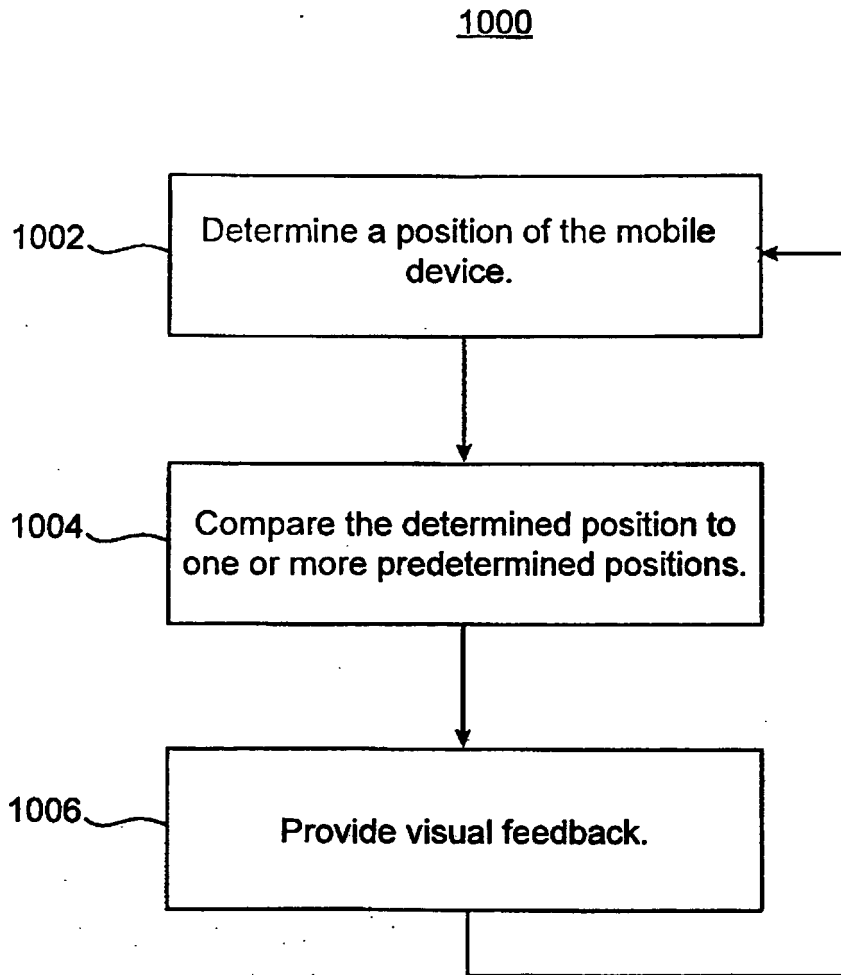 1000
1002
Determine a position of the mobile
device.
1004
Compare the determined position to
one or more predetermined positions.
1006
Provide visual feedback.